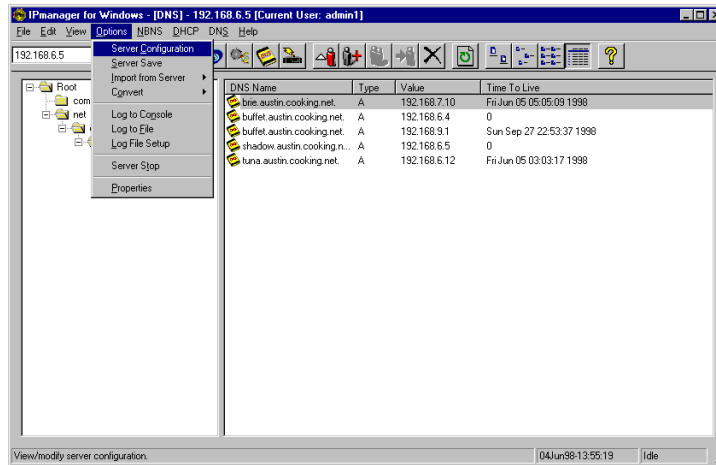 IPmanager for Windows - [DNS] - 192.168.6.5 [Current User: admin1]
File Edit View Options NBNS DHCP DNS Help
192.168.6.5
Server Configuration
Server Save
Import from Server
Convert
Log to Console
Log to File
Log File Setup
Server Stop
Properties
Root
com
net
DNS Name Type Value Time To Live
brie.austin.cooking.net. A 192.168.7.10 Fri Jun 05 05:05:09 1998
buffet.austin.cooking.net. A 192.168.6.4 0
buffet.austin.cooking.net. A 192.168.9.1 Sun Sep 27 22:53:37 1998
shadow.austin.cooking.n... A 192.168.6.5 0
tuna.austin.cooking.net. A 192.168.6.12 Fri Jun 05 03:03:17 1998
View/modify server configuration. 04Jun98-13:55:19 Idle